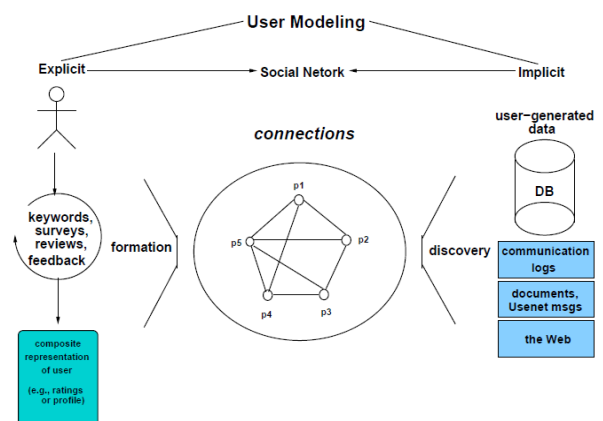 User Modeling
Explicit
Social Netork
Implicit
connections
user-generated
data
DB
keywords,
surveys,
reviews,
feedback
formation
p1
p2
p3
p4
p5
discovery
communication
logs
documents,
Usenet msgs
the Web
composite
representation
of user
(e.g., ratings
or profile)